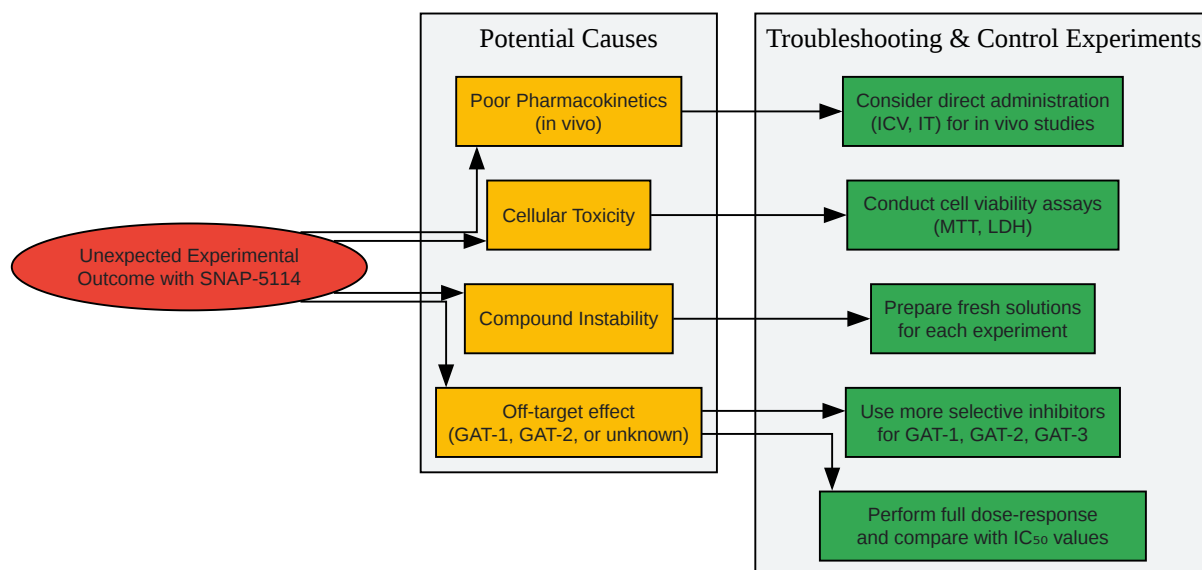 Potential Causes
Troubleshooting & Control Experiments
Unexpected Experimental
Outcome with SNAP-5114
Poor Pharmacokinetics
(in vivo)
Consider direct administration
(ICV, IT) for in vivo studies
Cellular Toxicity
Conduct cell viability assays
(MTT, LDH)
Compound Instability
Prepare fresh solutions
for each experiment
Off-target effect
(GAT-1, GAT-2, or unknown)
Use more selective inhibitors
for GAT-1, GAT-2, GAT-3
Perform full dose-response
and compare with IC₅₀ values